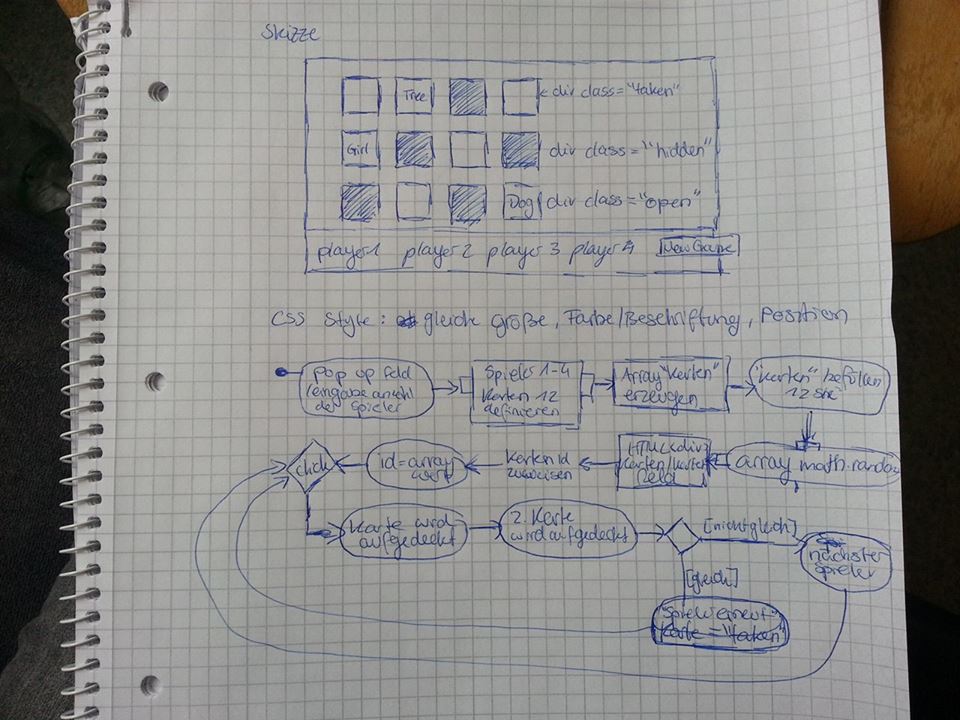 Skizze
Tree
div class="taken"
Girl
div class="hidden"
Dog
div class="open"
player1 player 2 player 3 player 4 New Game
CSS Style: gleich größe, Farbe/Beschriftung, Position
pop up feld
eingabe anzahl
der Spieler
Spieler 1-4
Karten 12
definieren
Array "Karten"
erzeugen
"Karten" befüllen
12 Stk
array math.random
HTML <div>
Karten/Karten
feld
Karten id
zuweisen
id=array
wert
click
Karte wird
aufgedeckt
2. Karte
wird aufgedeckt
[nicht gleich]
nächster
spieler
[gleich]
"Spieler erneut"
Karte = "taken"